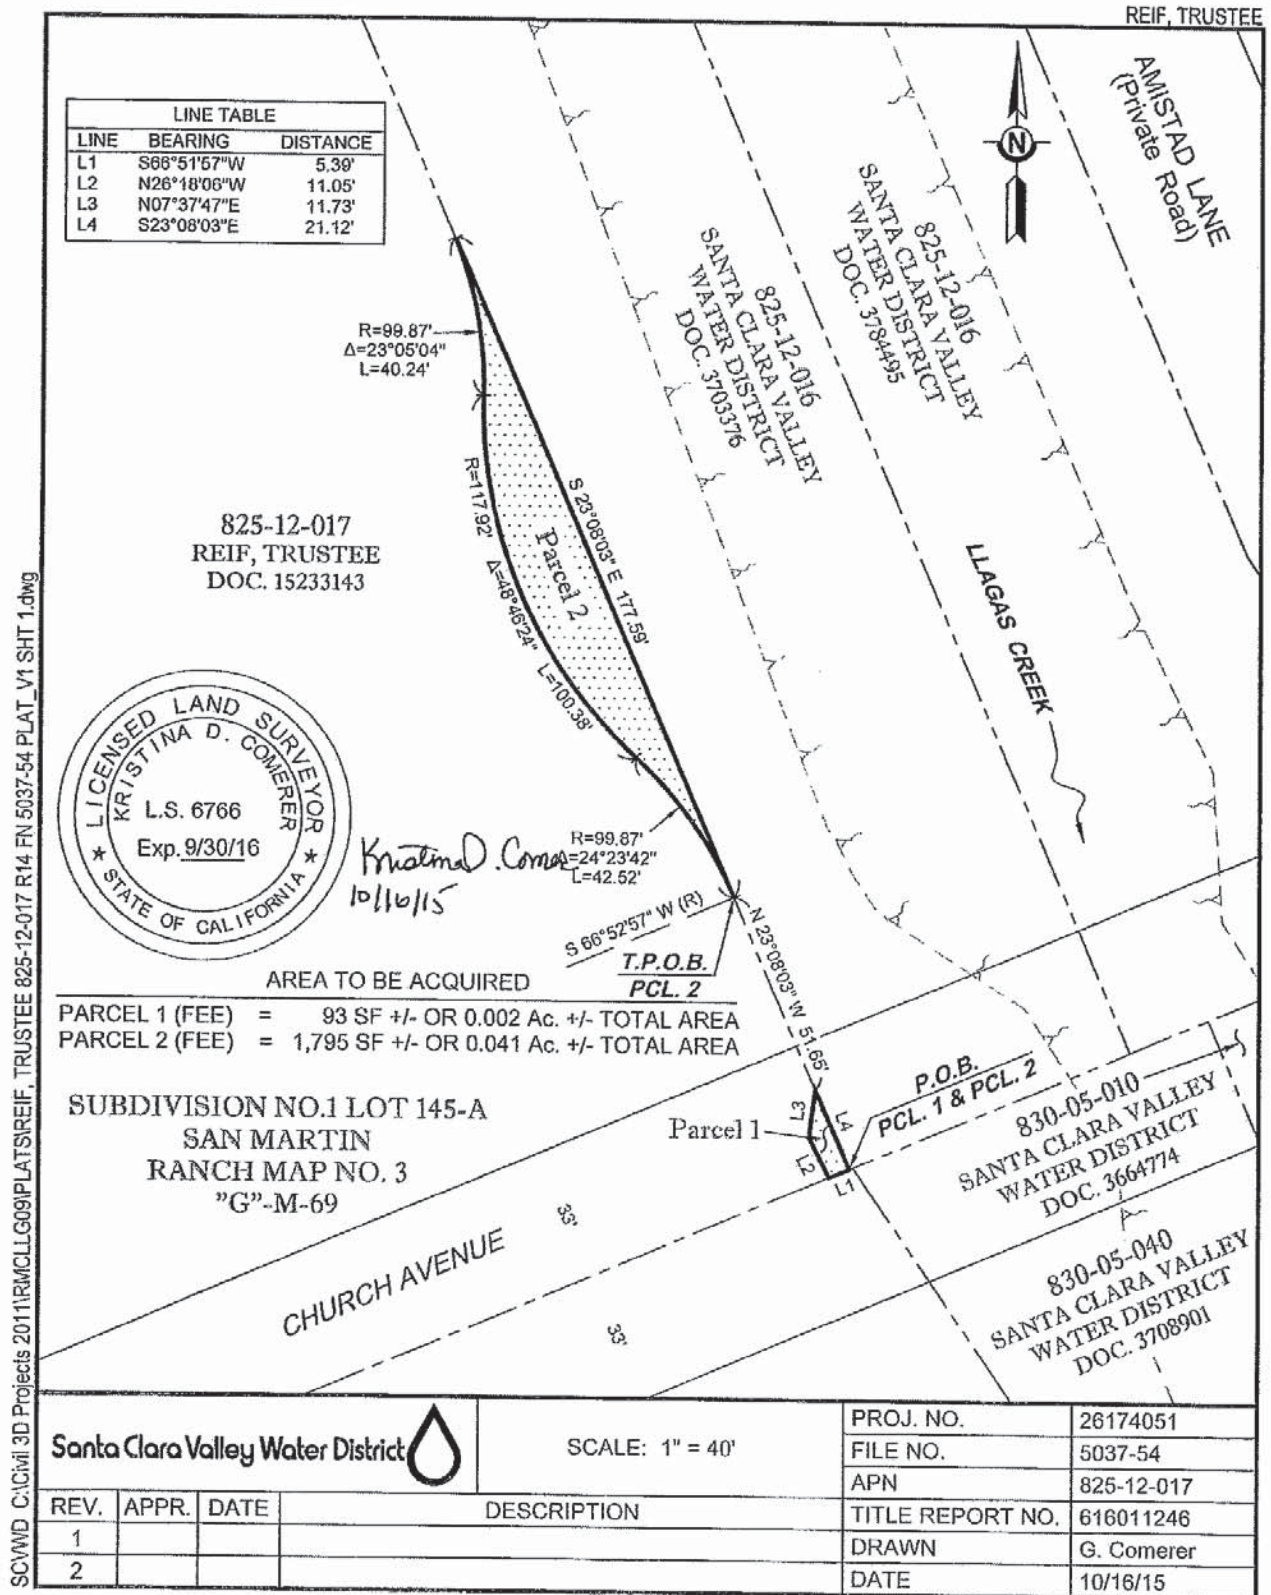 REIF, TRUSTEE
LINE TABLE
LINE BEARING DISTANCE
L1 S66°51'57"W 5.39'
L2 N26°18'06"W 11.05'
L3 N07°37'47"E 11.73'
L4 S23°08'03"E 21.12'
N
AMISTAD LANE
(Private Road)
825-12-016
SANTA CLARA VALLEY
WATER DISTRICT
DOC. 3784495
825-12-016
SANTA CLARA VALLEY
WATER DISTRICT
DOC. 3703376
R=99.87'
Δ=23°05'04"
L=40.24'
R=117.92'
Δ=48°46'24"
L=100.38'
S 23°08'03" E 177.59'
Parcel 2
825-12-017
REIF, TRUSTEE
DOC. 15233143
LLAGAS CREEK
LICENSED LAND SURVEYOR
KRISTINA D. COMERER
L.S. 6766
Exp. 9/30/16
★ STATE OF CALIFORNIA ★
Kristina D. Comerer
10/16/15
R=99.87'
Δ=24°23'42"
L=42.52'
S 66°52'57" W (R)
T.P.O.B.
PCL. 2
N 23°08'03" W 51.65'
AREA TO BE ACQUIRED
PARCEL 1 (FEE) = 93 SF +/- OR 0.002 Ac. +/- TOTAL AREA
PARCEL 2 (FEE) = 1,795 SF +/- OR 0.041 Ac. +/- TOTAL AREA
P.O.B.
PCL. 1 & PCL. 2
SUBDIVISION NO.1 LOT 145-A
SAN MARTIN
RANCH MAP NO. 3
"G"-M-69
Parcel 1
L3
L4
L2
L1
830-05-010
SANTA CLARA VALLEY
WATER DISTRICT
DOC. 3664774
CHURCH AVENUE
33'
33'
830-05-040
SANTA CLARA VALLEY
WATER DISTRICT
DOC. 3708901
SCVWD C:\Civil 3D Projects 2011\RMCLLG09\PLATS\REIF, TRUSTEE 825-12-017 R14 FN 5037-54 PLAT_V1 SHT 1.dwg
Santa Clara Valley Water District
SCALE: 1" = 40'
PROJ. NO. 26174051
FILE NO. 5037-54
APN 825-12-017
TITLE REPORT NO. 616011246
DRAWN G. Comerer
DATE 10/16/15
REV. APPR. DATE DESCRIPTION
1
2